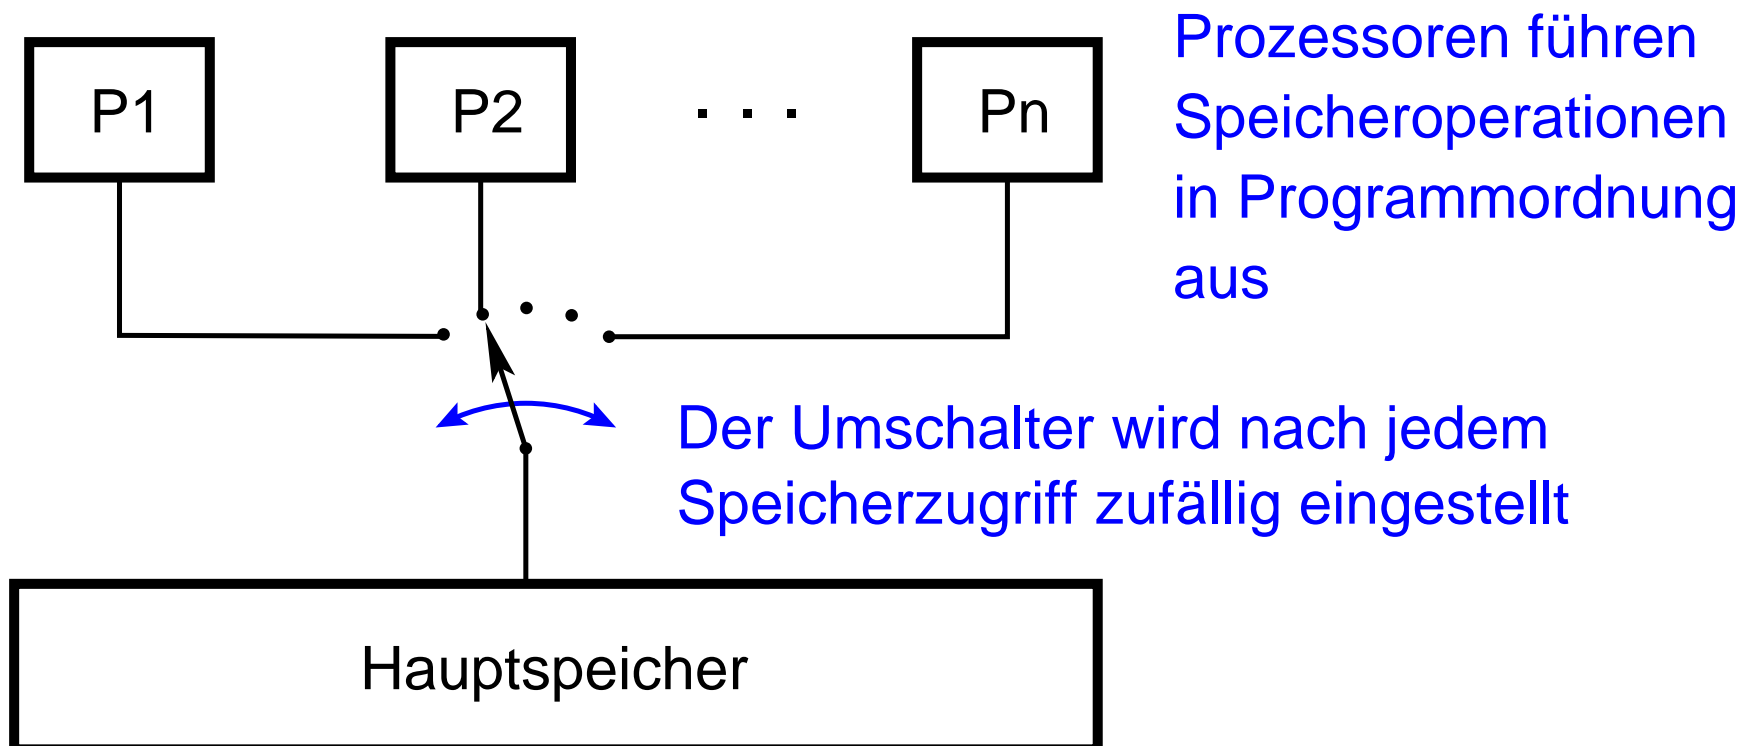 P1 P2 . . . Pn
Prozessoren führen
Speicheroperationen
in Programmordnung
aus
Der Umschalter wird nach jedem
Speicherzugriff zufällig eingestellt
Hauptspeicher